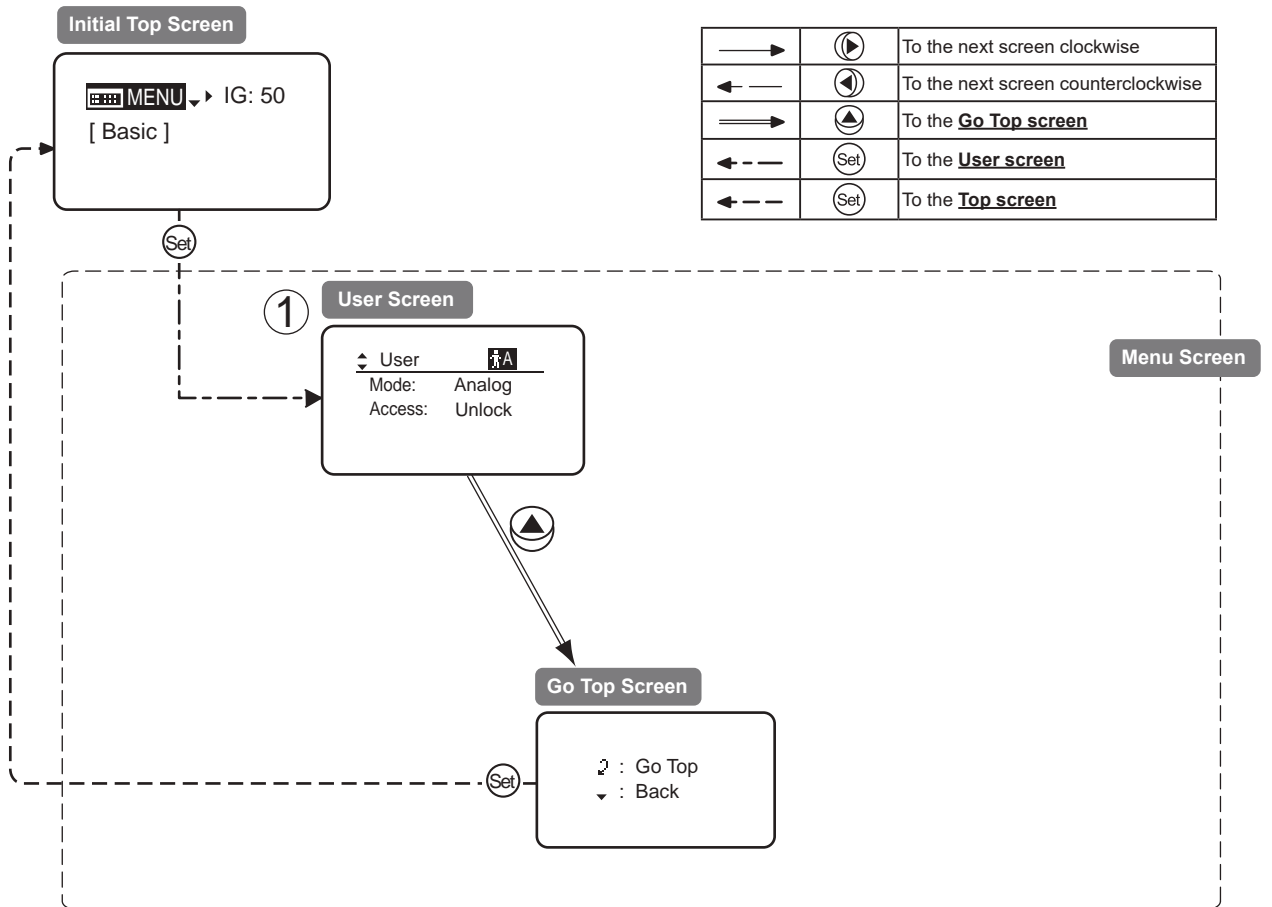 Initial Top Screen
MENU IG: 50
[ Basic ]
Set
To the next screen clockwise
To the next screen counterclockwise
To the Go Top screen
Set To the User screen
Set To the Top screen
1
User Screen
User A
Mode: Analog
Access: Unlock
Menu Screen
Go Top Screen
: Go Top
: Back
Set